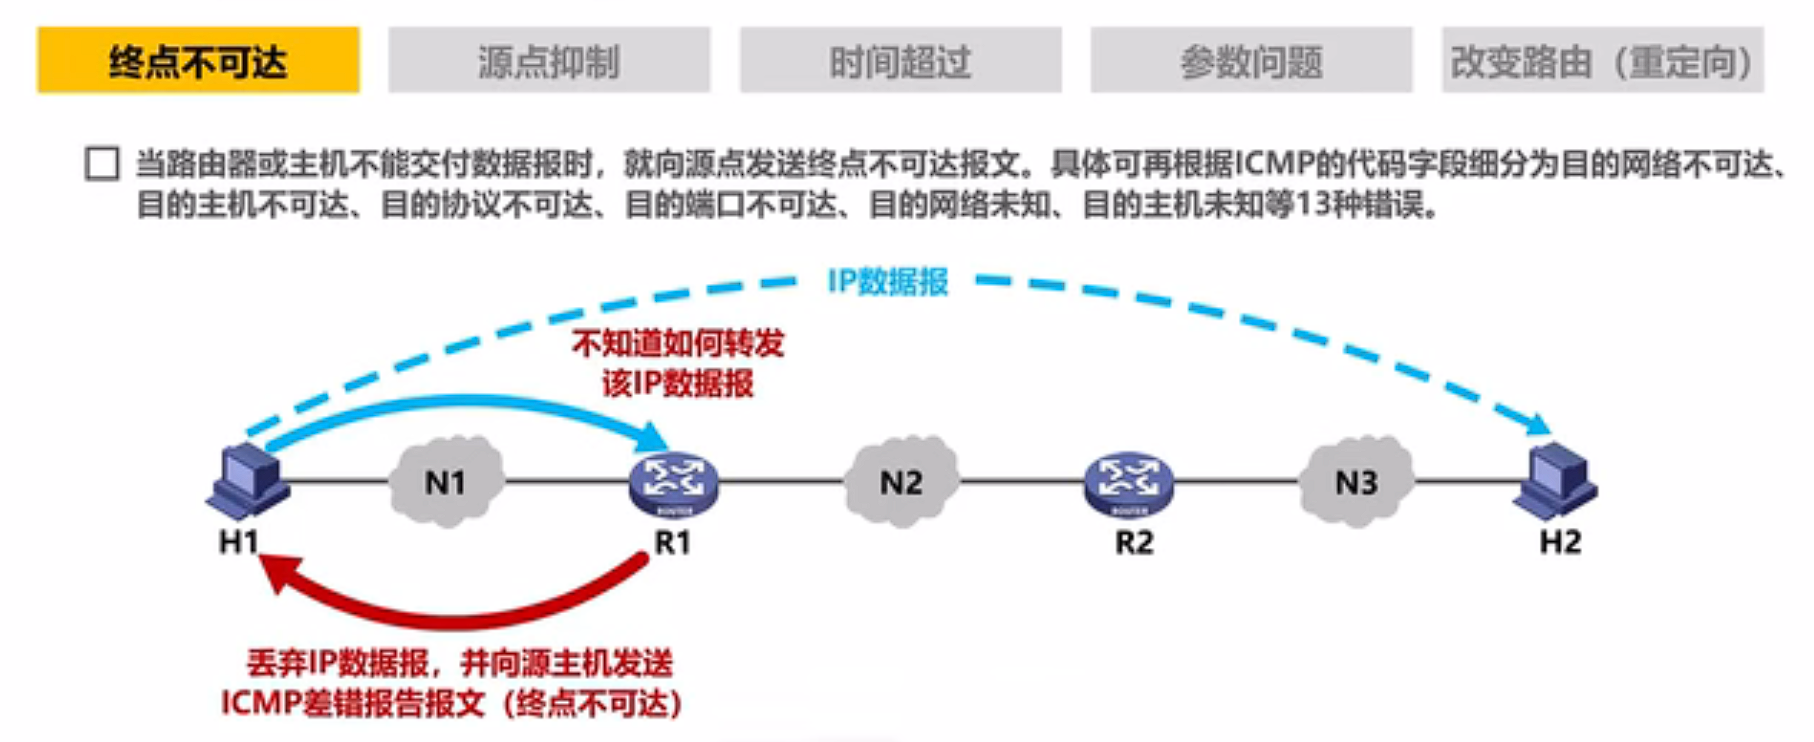 终点不可达
源点抑制
时间超过
参数问题
改变路由（重定向）
当路由器或主机不能交付数据报时，就向源点发送终点不可达报文。具体可再根据ICMP的代码字段细分为目的网络不可达、
目的主机不可达、目的协议不可达、目的端口不可达、目的网络未知、目的主机未知等13种错误。
IP数据报
不知道如何转发
该IP数据报
N1
N2
N3
ROUTER
ROUTER
H1
R1
R2
H2
丢弃IP数据报，并向源主机发送
ICMP差错报告报文（终点不可达）